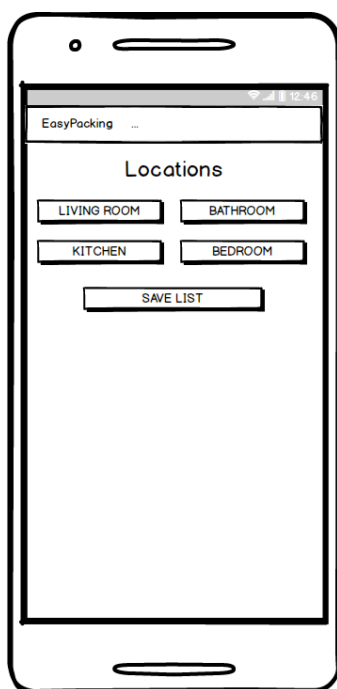 12:46
EasyPacking ...
Locations
LIVING ROOM BATHROOM
KITCHEN BEDROOM
SAVE LIST